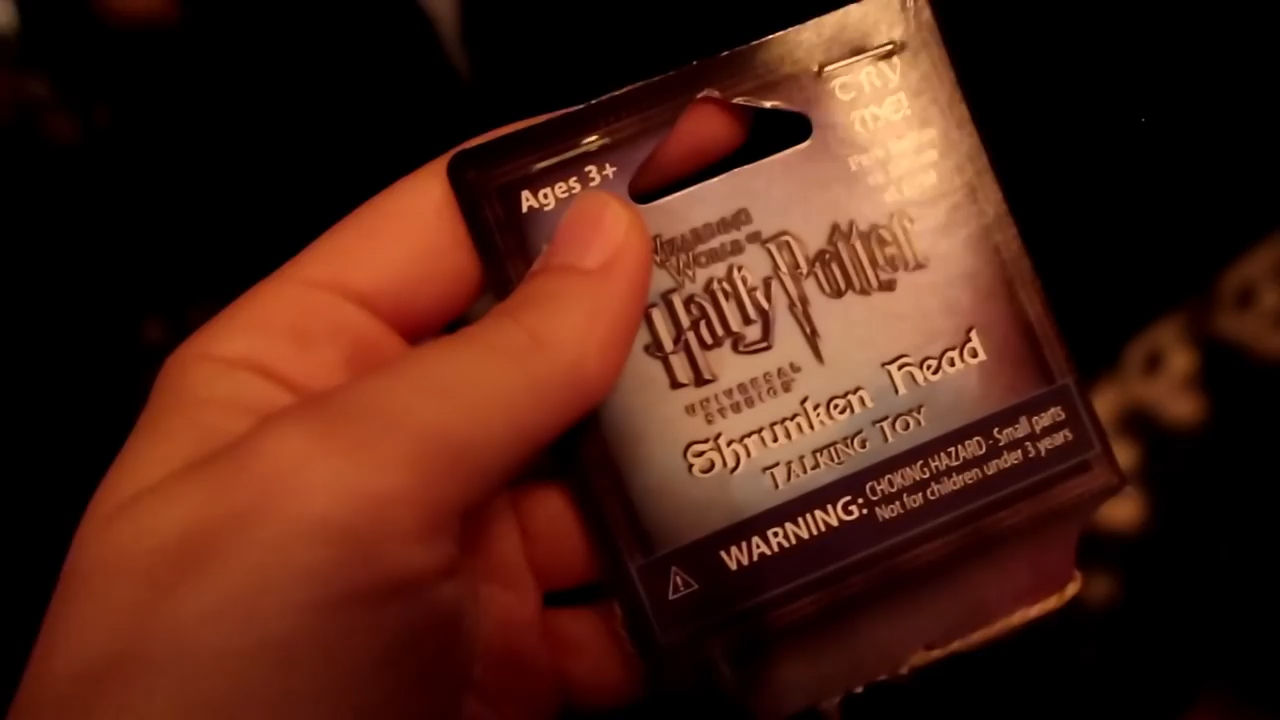 TRY
ME!
Ages 3+
WIZARDING
WORLD OF
Harry Potter
UNIVERSAL
STUDIOS
Shrunken Head
TALKING TOY
WARNING: CHOKING HAZARD - Small parts
Not for children under 3 years